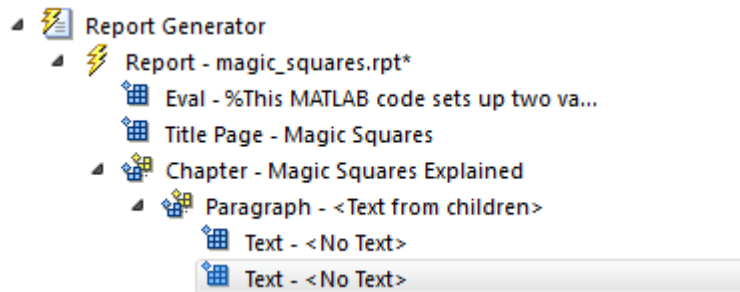 Report Generator
Report - magic_squares.rpt*
Eval - %This MATLAB code sets up two va...
Title Page - Magic Squares
Chapter - Magic Squares Explained
Paragraph - <Text from children>
Text - <No Text>
Text - <No Text>